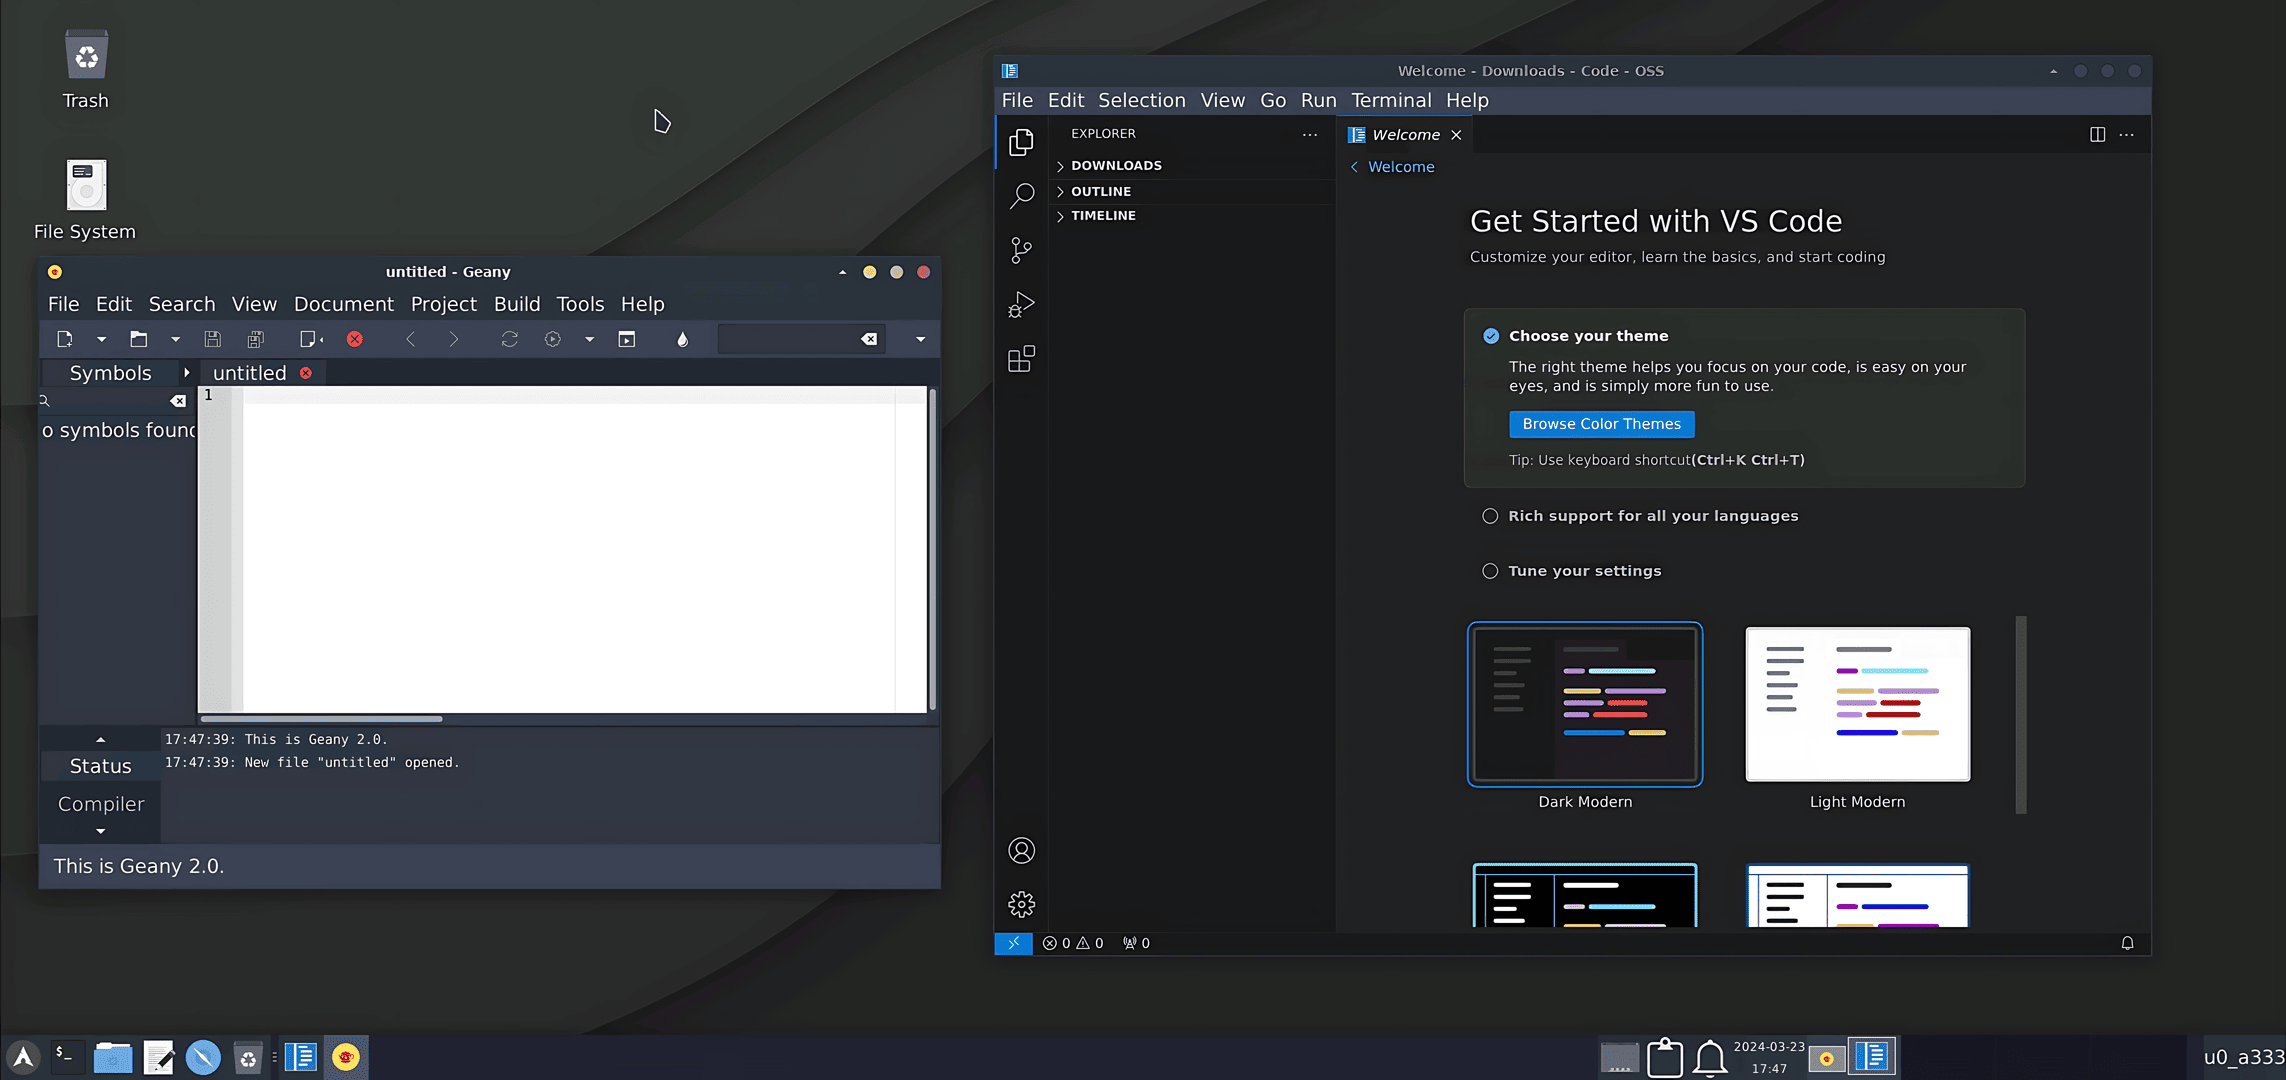 Trash
File System
untitled - Geany
File Edit Search View Document Project Build Tools Help
Symbols
untitled
1
o symbols found
17:47:39: This is Geany 2.0.
17:47:39: New file "untitled" opened.
Status
Compiler
This is Geany 2.0.
Welcome - Downloads - Code - OSS
File Edit Selection View Go Run Terminal Help
EXPLORER
DOWNLOADS
OUTLINE
TIMELINE
Welcome
Welcome
Get Started with VS Code
Customize your editor, learn the basics, and start coding
Choose your theme
The right theme helps you focus on your code, is easy on your
eyes, and is simply more fun to use.
Browse Color Themes
Tip: Use keyboard shortcut(Ctrl+K Ctrl+T)
Rich support for all your languages
Tune your settings
Dark Modern
Light Modern
0 0 0
$_
2024-03-23
17:47
u0_a333